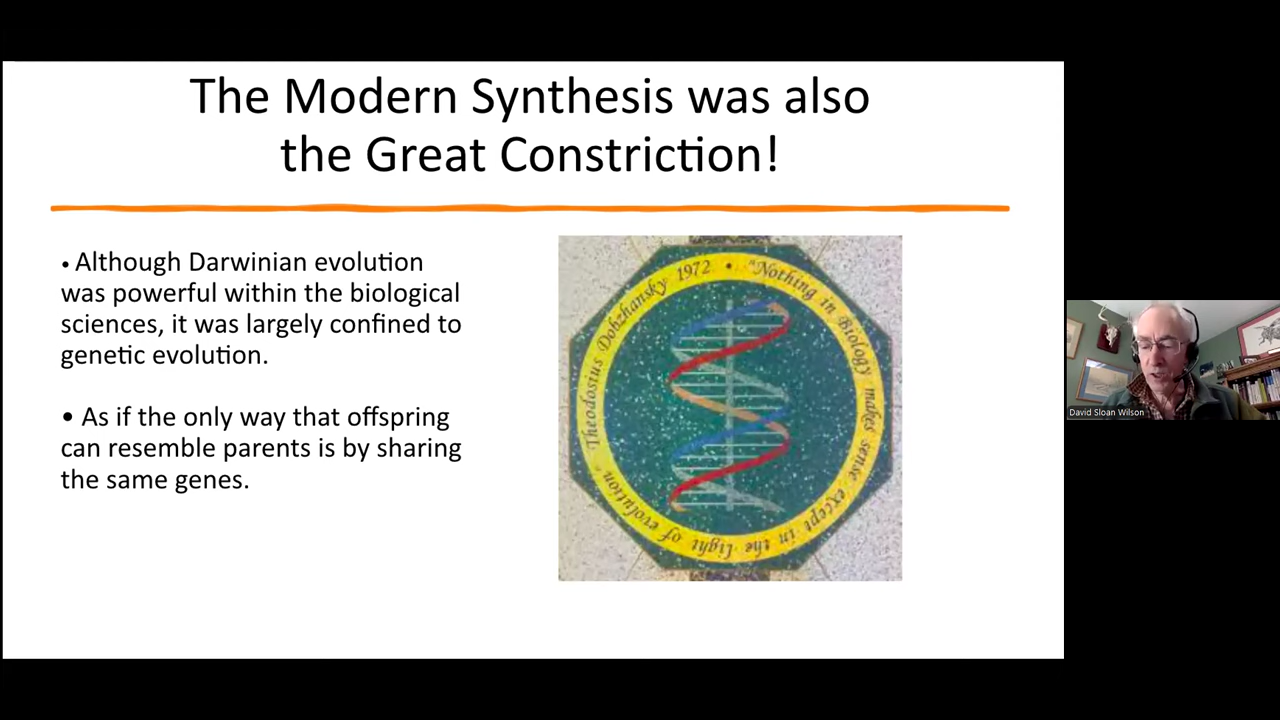 The Modern Synthesis was also
the Great Constriction!
• Although Darwinian evolution
was powerful within the biological
sciences, it was largely confined to
genetic evolution.
• As if the only way that offspring
can resemble parents is by sharing
the same genes.
"Nothing in Biology makes sense except in the light of evolution" Theodosius Dobzhansky 1972 •
David Sloan Wilson